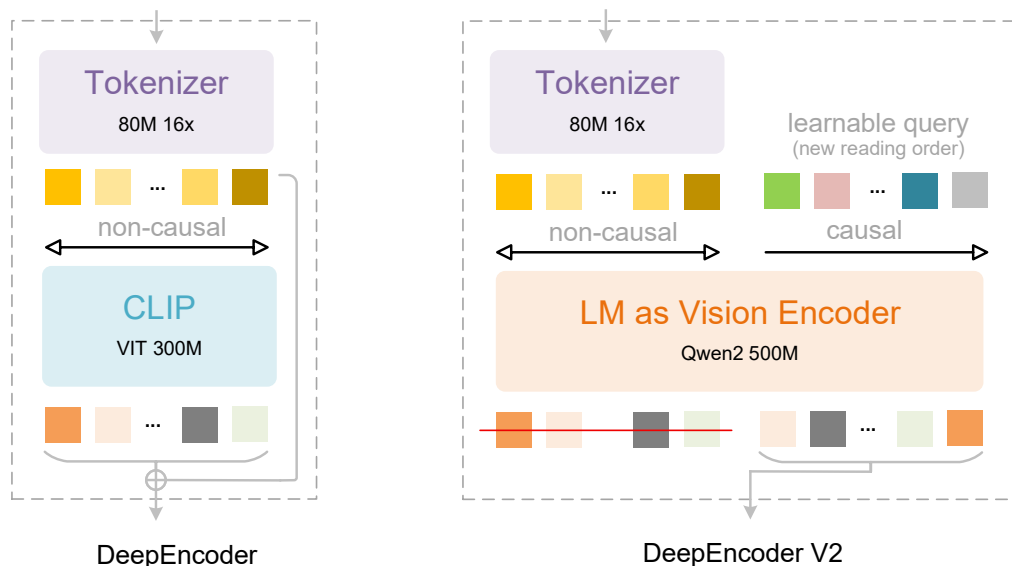 Tokenizer
80M 16x
...
non-causal
CLIP
VIT 300M
...
DeepEncoder
Tokenizer
80M 16x
learnable query
(new reading order)
...
...
non-causal
causal
LM as Vision Encoder
Qwen2 500M
...
DeepEncoder V2